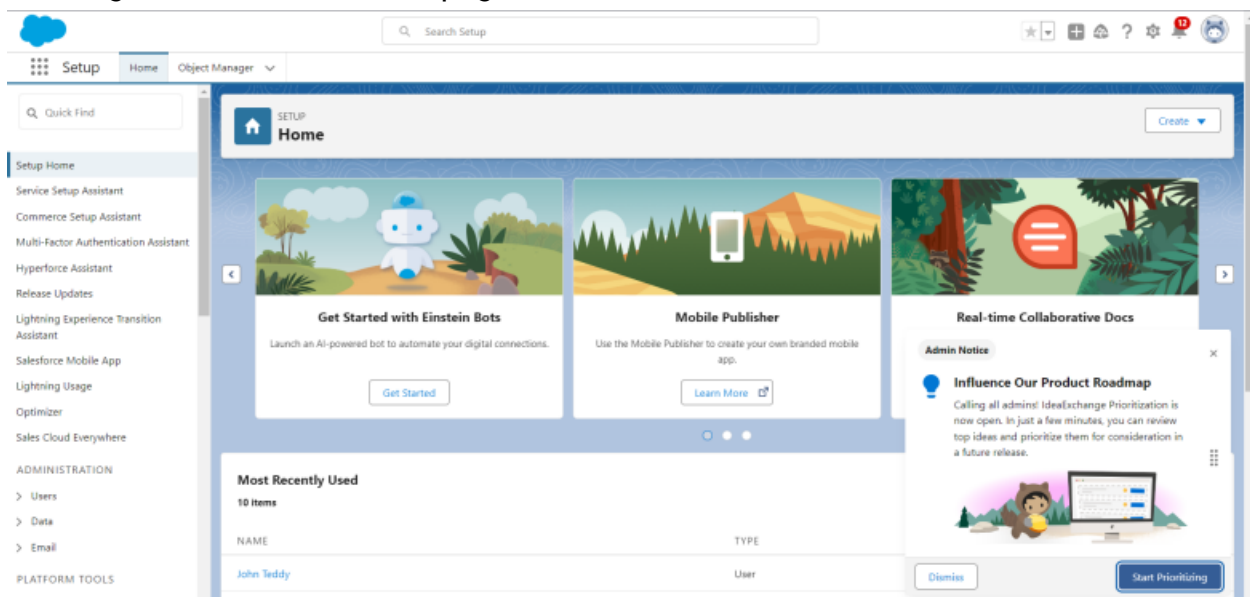 Search Setup
12
Setup
Home
Object Manager
Quick Find
Setup Home
Service Setup Assistant
Commerce Setup Assistant
Multi-Factor Authentication Assistant
Hyperforce Assistant
Release Updates
Lightning Experience Transition
Assistant
Salesforce Mobile App
Lightning Usage
Optimizer
Sales Cloud Everywhere
ADMINISTRATION
Users
Data
Email
PLATFORM TOOLS
SETUP
Home
Create
Get Started with Einstein Bots
Launch an AI-powered bot to automate your digital connections.
Get Started
Mobile Publisher
Use the Mobile Publisher to create your own branded mobile
app.
Learn More
Real-time Collaborative Docs
Most Recently Used
10 items
NAME
TYPE
John Teddy
User
Admin Notice
Influence Our Product Roadmap
Calling all admins! IdeaExchange Prioritization is
now open. In just a few minutes, you can review
top ideas and prioritize them for consideration in
a future release.
Dismiss
Start Prioritizing